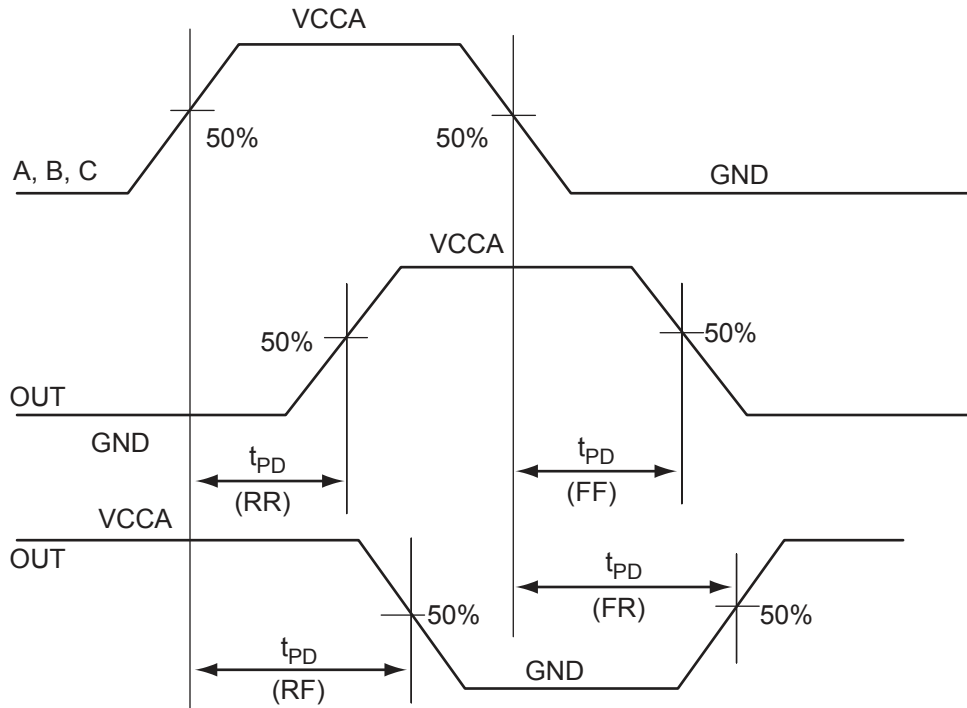 VCCA
50%
50%
A, B, C
GND
VCCA
50%
50%
OUT
GND
tPD
(RR)
tPD
(FF)
VCCA
OUT
tPD
(FR)
50%
50%
tPD
(RF)
GND